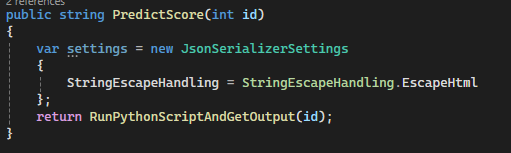 2 references
public string PredictScore(int id)
{
var settings = new JsonSerializerSettings
{
StringEscapeHandling = StringEscapeHandling.EscapeHtml
};
return RunPythonScriptAndGetOutput(id);
}